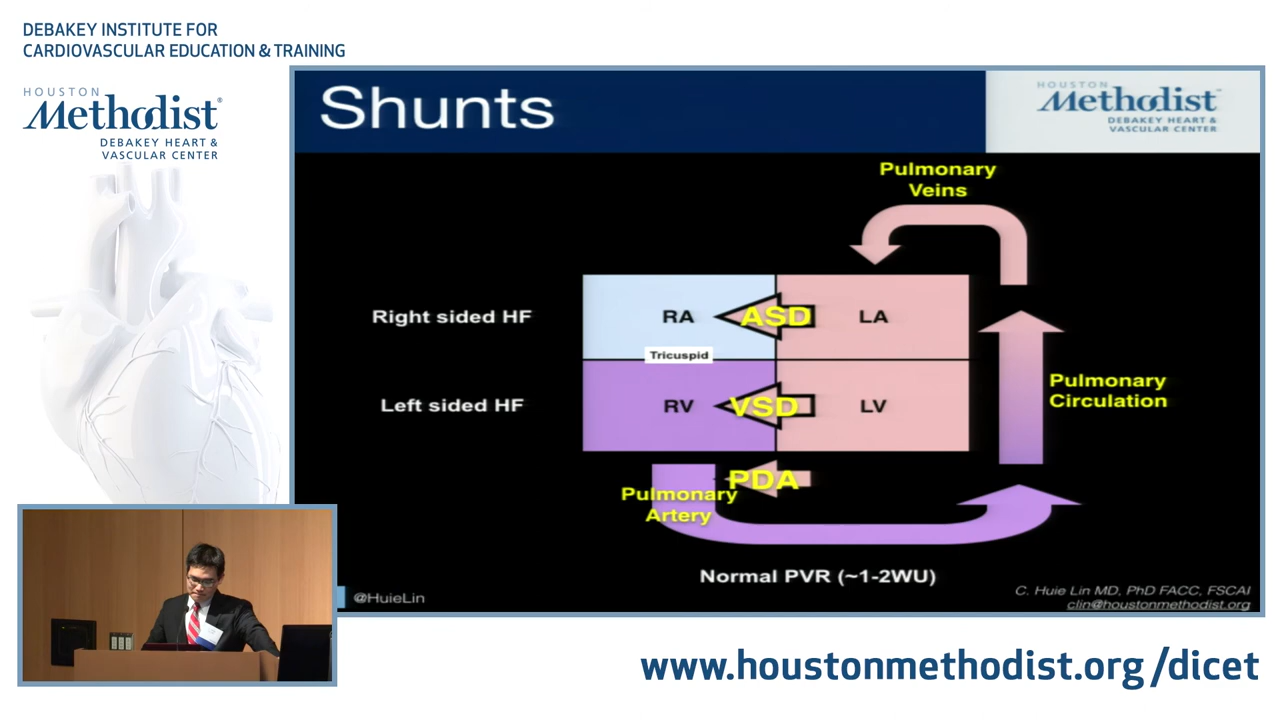 DEBAKEY INSTITUTE FOR
CARDIOVASCULAR EDUCATION & TRAINING
HOUSTON
Methodist®
DEBAKEY HEART &
VASCULAR CENTER
Shunts
HOUSTON
Methodist™
DEBAKEY HEART &
VASCULAR CENTER
Pulmonary
Veins
Right sided HF
RA
ASD
LA
Tricuspid
Left sided HF
RV
VSD
LV
Pulmonary
Circulation
PDA
Pulmonary
Artery
Normal PVR (~1-2WU)
@HuieLin
C. Huie Lin MD, PhD FACC, FSCAI
clin@houstonmethodist.org
www.houstonmethodist.org/dicet